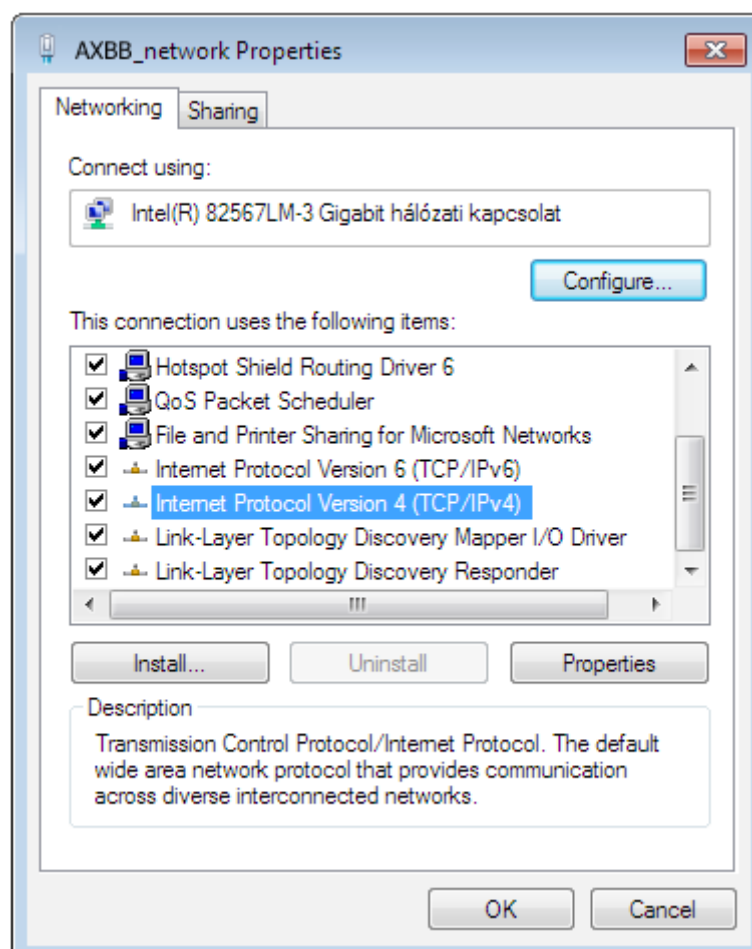 AXBB_network Properties
Networking
Sharing
Connect using:
Intel(R) 82567LM-3 Gigabit hálózati kapcsolat
Configure...
This connection uses the following items:
Hotspot Shield Routing Driver 6
QoS Packet Scheduler
File and Printer Sharing for Microsoft Networks
Internet Protocol Version 6 (TCP/IPv6)
Internet Protocol Version 4 (TCP/IPv4)
Link-Layer Topology Discovery Mapper I/O Driver
Link-Layer Topology Discovery Responder
Install...
Uninstall
Properties
Description
Transmission Control Protocol/Internet Protocol. The default
wide area network protocol that provides communication
across diverse interconnected networks.
OK
Cancel